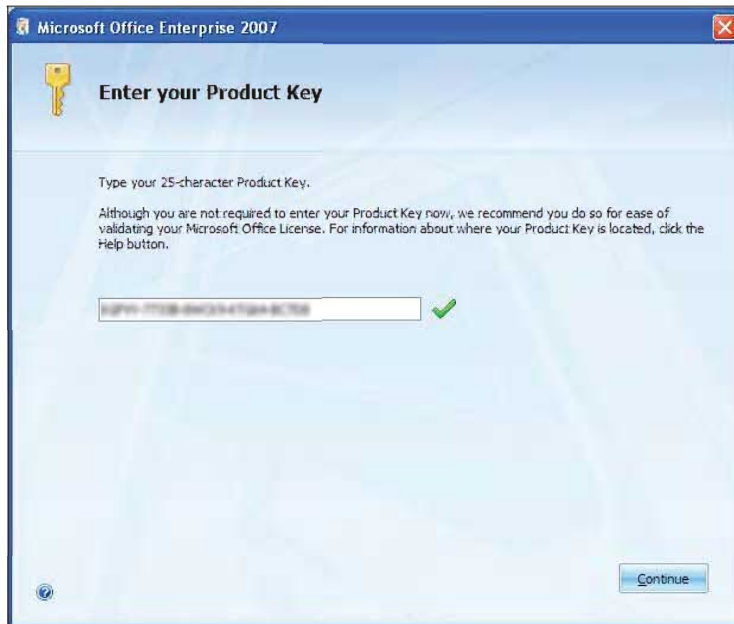 Microsoft Office Enterprise 2007
Enter your Product Key
Type your 25-character Product Key.
Although you are not required to enter your Product Key now, we recommend you do so for ease of
validating your Microsoft Office License. For information about where your Product Key is located, click the
Help button.
Continue